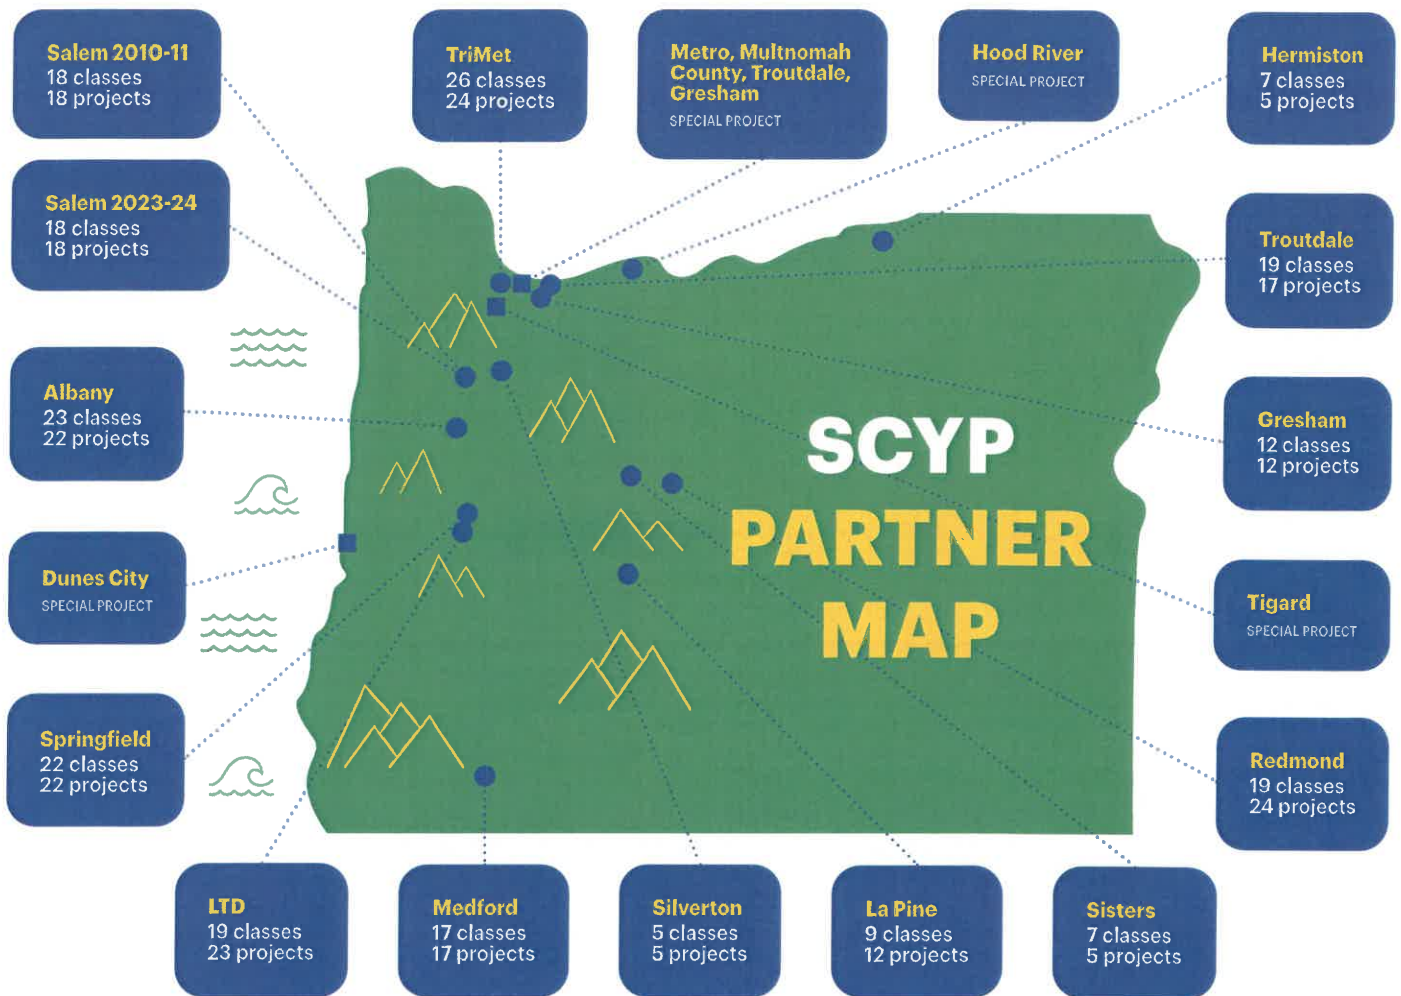 Salem 2010-11
18 classes
18 projects
TriMet
26 classes
24 projects
Metro, Multnomah
County, Troutdale,
Gresham
SPECIAL PROJECT
Hood River
SPECIAL PROJECT
Hermiston
7 classes
5 projects
Salem 2023-24
18 classes
18 projects
Troutdale
19 classes
17 projects
Albany
23 classes
22 projects
Gresham
12 classes
12 projects
SCYP
PARTNER
MAP
Dunes City
SPECIAL PROJECT
Tigard
SPECIAL PROJECT
Springfield
22 classes
22 projects
Redmond
19 classes
24 projects
LTD
19 classes
23 projects
Medford
17 classes
17 projects
Silverton
5 classes
5 projects
La Pine
9 classes
12 projects
Sisters
7 classes
5 projects